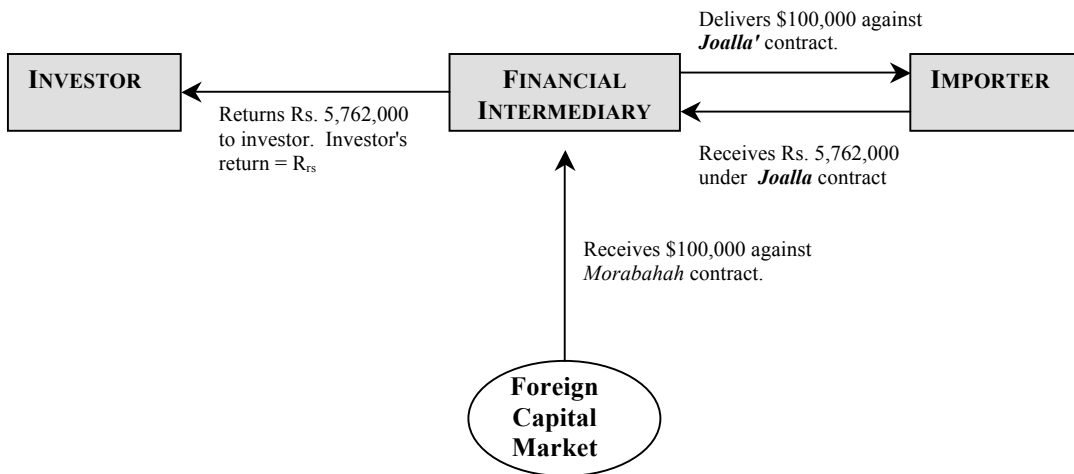 Delivers $100,000 against
Joalla' contract.
INVESTOR
FINANCIAL
INTERMEDIARY
IMPORTER
Returns Rs. 5,762,000
to investor.  Investor's
return = Rrs
Receives Rs. 5,762,000
under  Joalla contract
Receives $100,000 against
Morabahah contract.
Foreign
Capital
Market